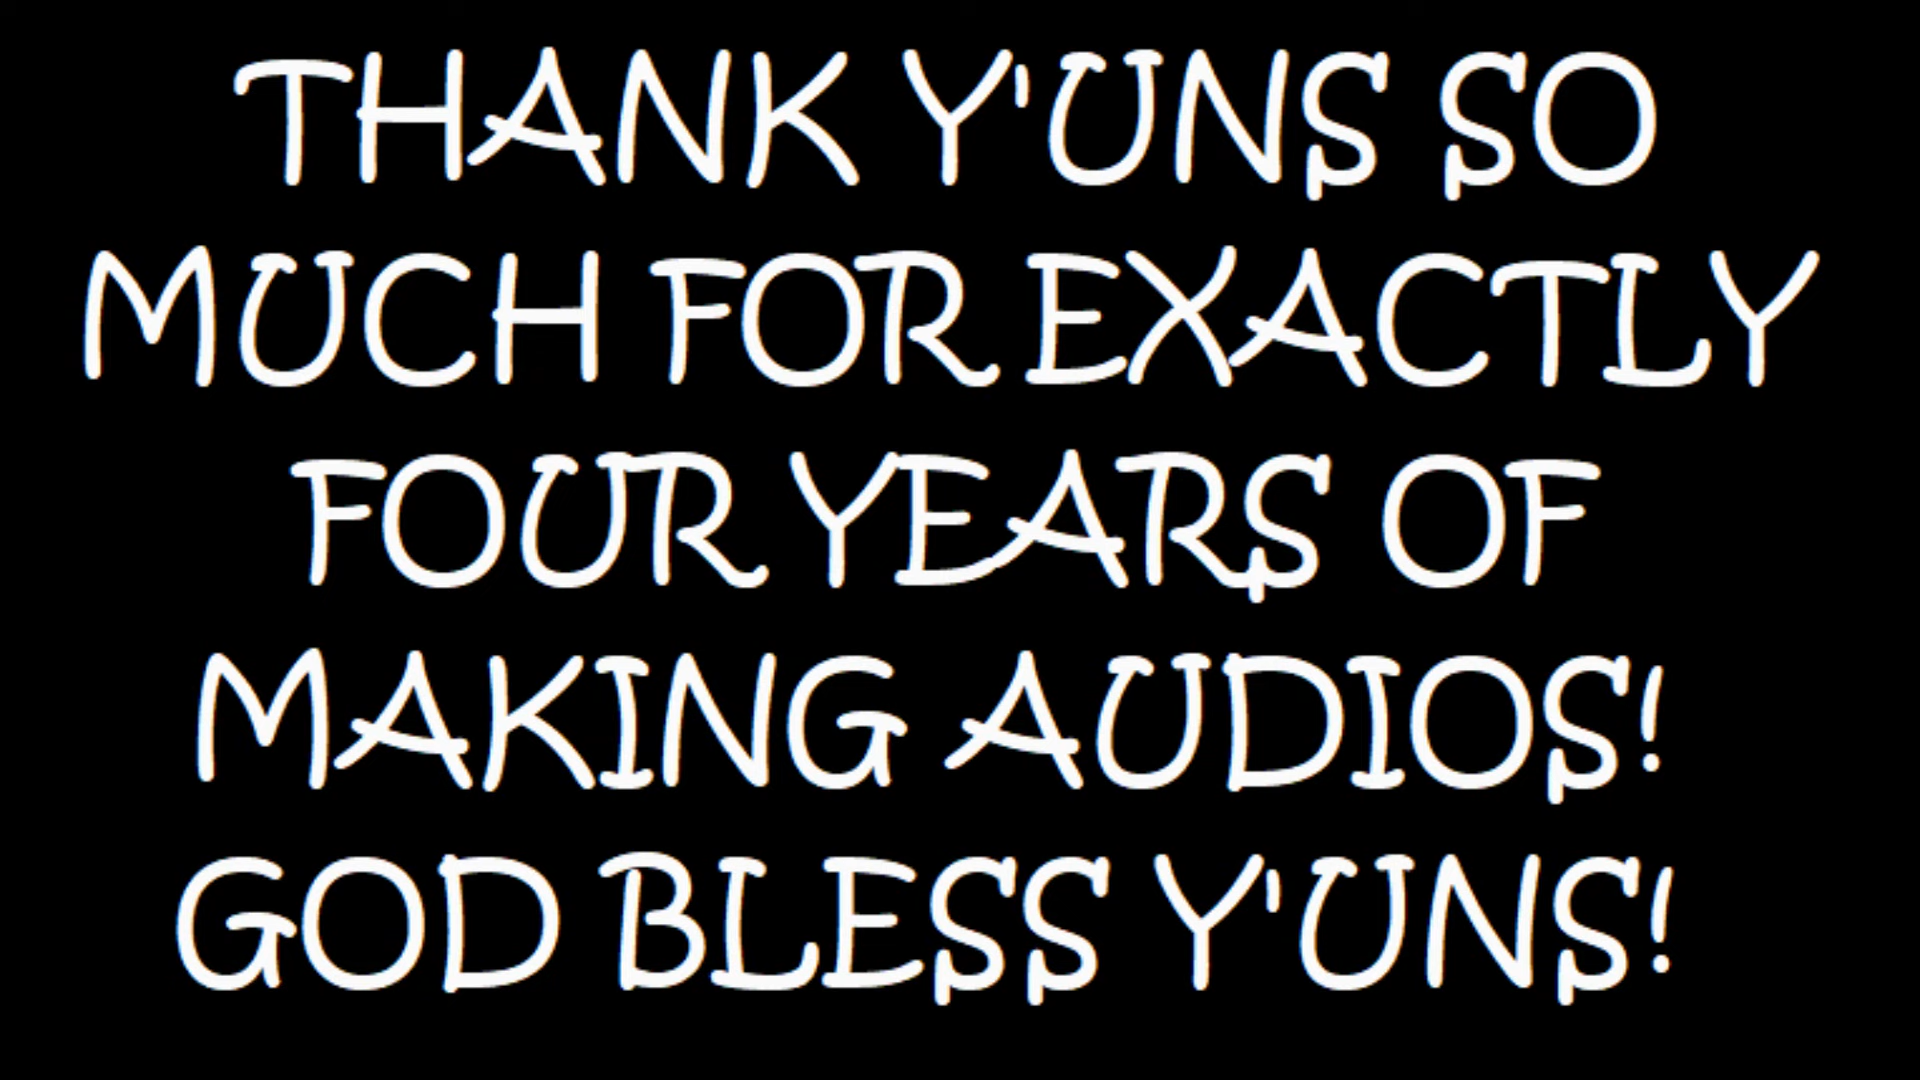 THANK Y'UNS SO
MUCH FOR EXACTLY
FOUR YEARS OF
MAKING AUDIOS!
GOD BLESS Y'UNS!